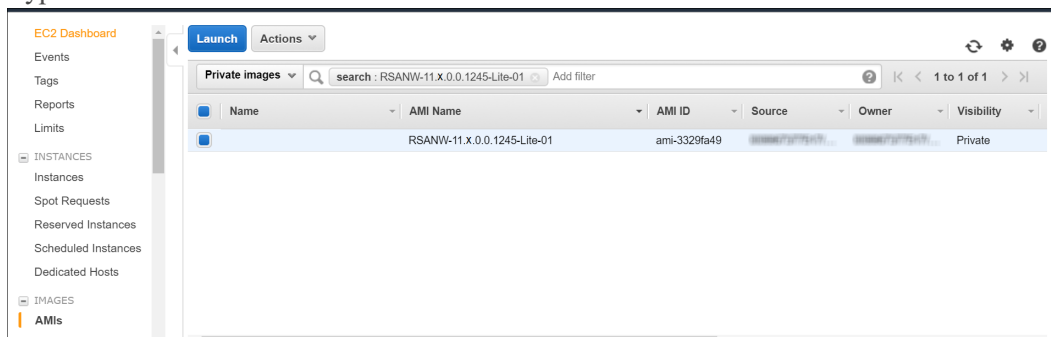 EC2 Dashboard
Events
Tags
Reports
Limits
INSTANCES
Instances
Spot Requests
Reserved Instances
Scheduled Instances
Dedicated Hosts
IMAGES
AMIs
Launch Actions
Private images search : RSANW-11.x.0.0.1245-Lite-01 Add filter 1 to 1 of 1
Name AMI Name AMI ID Source Owner Visibility
RSANW-11.x.0.0.1245-Lite-01 ami-3329fa49 Private